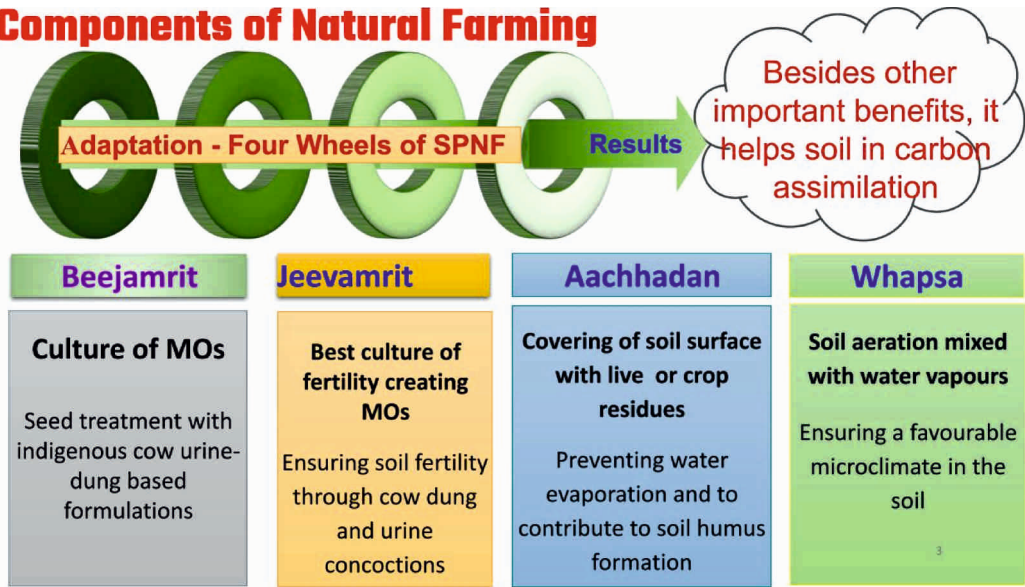 Components of Natural Farming
Adaptation - Four Wheels of SPNF
Results
Besides other
important benefits, it
helps soil in carbon
assimilation
Beejamrit
Culture of MOs
Seed treatment with
indigenous cow urine-
dung based
formulations
Jeevamrit
Best culture of
fertility creating
MOs
Ensuring soil fertility
through cow dung
and urine
concoctions
Aachhadan
Covering of soil surface
with live or crop
residues
Preventing water
evaporation and to
contribute to soil humus
formation
Whapsa
Soil aeration mixed
with water vapours
Ensuring a favourable
microclimate in the
soil
3